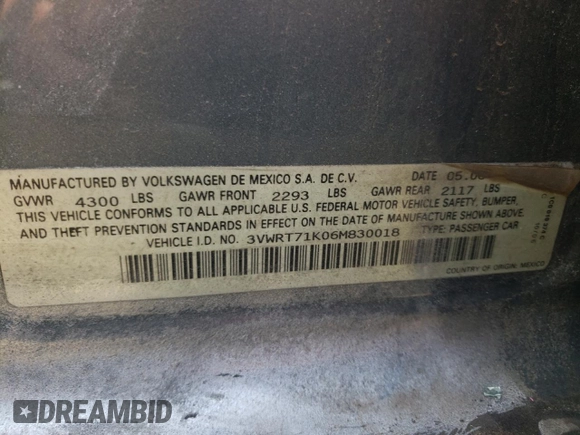 MANUFACTURED BY VOLKSWAGEN DE MEXICO S.A. DE C.V. DATE 05.06
GVWR 4300 LBS GAWR FRONT 2293 LBS GAWR REAR 2117 LBS
THIS VEHICLE CONFORMS TO ALL APPLICABLE U.S. FEDERAL MOTOR VEHICLE SAFETY, BUMPER,
AND THEFT PREVENTION STANDARDS IN EFFECT ON THE DATE OF MANUFACTURE SHOWN ABOVE.
VEHICLE I.D. NO. 3VWRT71K06M830018 TYPE: PASSENGER CAR
COUNTRY OF ORIGIN, MEXICO
DREAMBID